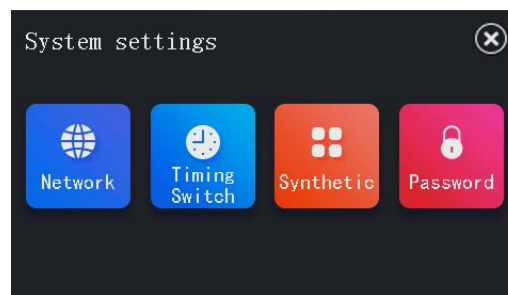 System settings
Network
Timing
Switch
Synthetic
Password